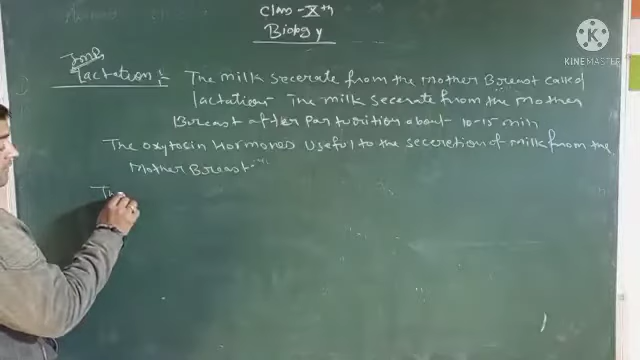 Class-Xth
Biology
Imp
Lactation:- The milk secerate from the Mother Breast called
lactation- The milk secerate from the Mother
Breast after parturition about 10-15 min
The oxytosin Hormones useful to the secretion of milk from the
Mother Breast-
Th
KINEMASTER